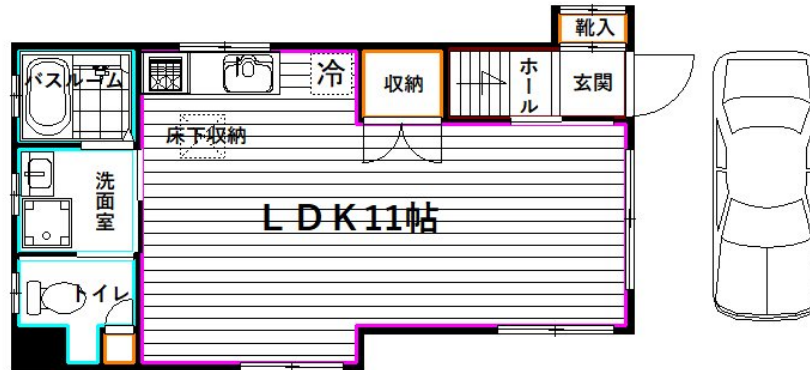 靴入
バスルーム
冷
収納
ホール
玄関
床下収納
洗面室
LDK11帖
トイレ